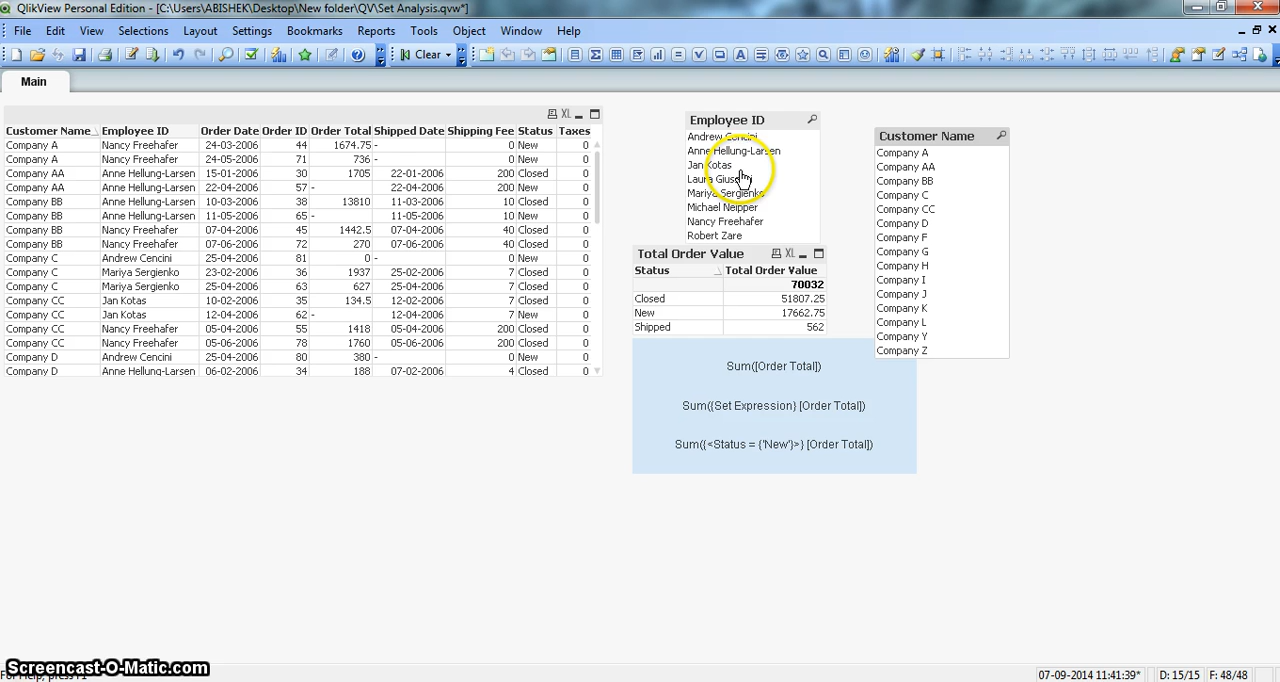 QlikView Personal Edition - [C:\Users\ABISHEK\Desktop\New folder\QV\Set Analysis.qvw*]
File Edit View Selections Layout Settings Bookmarks Reports Tools Object Window Help
Clear
Main
XL
Customer Name Employee ID Order Date Order ID Order Total Shipped Date Shipping Fee Status Taxes
Company A Nancy Freehafer 24-03-2006 44 1674.75 - 0 New 0
Company A Nancy Freehafer 24-05-2006 71 736 - 0 New 0
Company AA Anne Hellung-Larsen 15-01-2006 30 1705 22-01-2006 200 Closed 0
Company AA Anne Hellung-Larsen 22-04-2006 57 - 22-04-2006 200 New 0
Company BB Anne Hellung-Larsen 10-03-2006 38 13810 11-03-2006 10 Closed 0
Company BB Anne Hellung-Larsen 11-05-2006 65 - 11-05-2006 10 New 0
Company BB Nancy Freehafer 07-04-2006 45 1442.5 07-04-2006 40 Closed 0
Company BB Nancy Freehafer 07-06-2006 72 270 07-06-2006 40 Closed 0
Company C Andrew Cencini 25-04-2006 81 0 - 0 New 0
Company C Mariya Sergienko 23-02-2006 36 1937 25-02-2006 7 Closed 0
Company C Mariya Sergienko 25-04-2006 63 627 25-04-2006 7 Closed 0
Company CC Jan Kotas 10-02-2006 35 134.5 12-02-2006 7 Closed 0
Company CC Jan Kotas 12-04-2006 62 - 12-04-2006 7 New 0
Company CC Nancy Freehafer 05-04-2006 55 1418 05-04-2006 200 Closed 0
Company CC Nancy Freehafer 05-06-2006 78 1760 05-06-2006 200 Closed 0
Company D Andrew Cencini 25-04-2006 80 380 - 0 New 0
Company D Anne Hellung-Larsen 06-02-2006 34 188 07-02-2006 4 Closed 0
Employee ID
Andrew Cencini
Anne Hellung-Larsen
Jan Kotas
Laura
Mariya Sergienko
Michael Neipper
Nancy Freehafer
Robert Zare
Total Order Value XL
Status Total Order Value
70032
Closed 51807.25
New 17662.75
Shipped 562
Sum([Order Total])
Sum({Set Expression} [Order Total])
Sum({<Status = {'New'}>} [Order Total])
Customer Name
Company A
Company AA
Company BB
Company C
Company CC
Company D
Company F
Company G
Company H
Company I
Company J
Company K
Company L
Company Y
Company Z
Screencast-O-Matic.com
For Help, press F1
07-09-2014 11:41:39* D: 15/15 F: 48/48